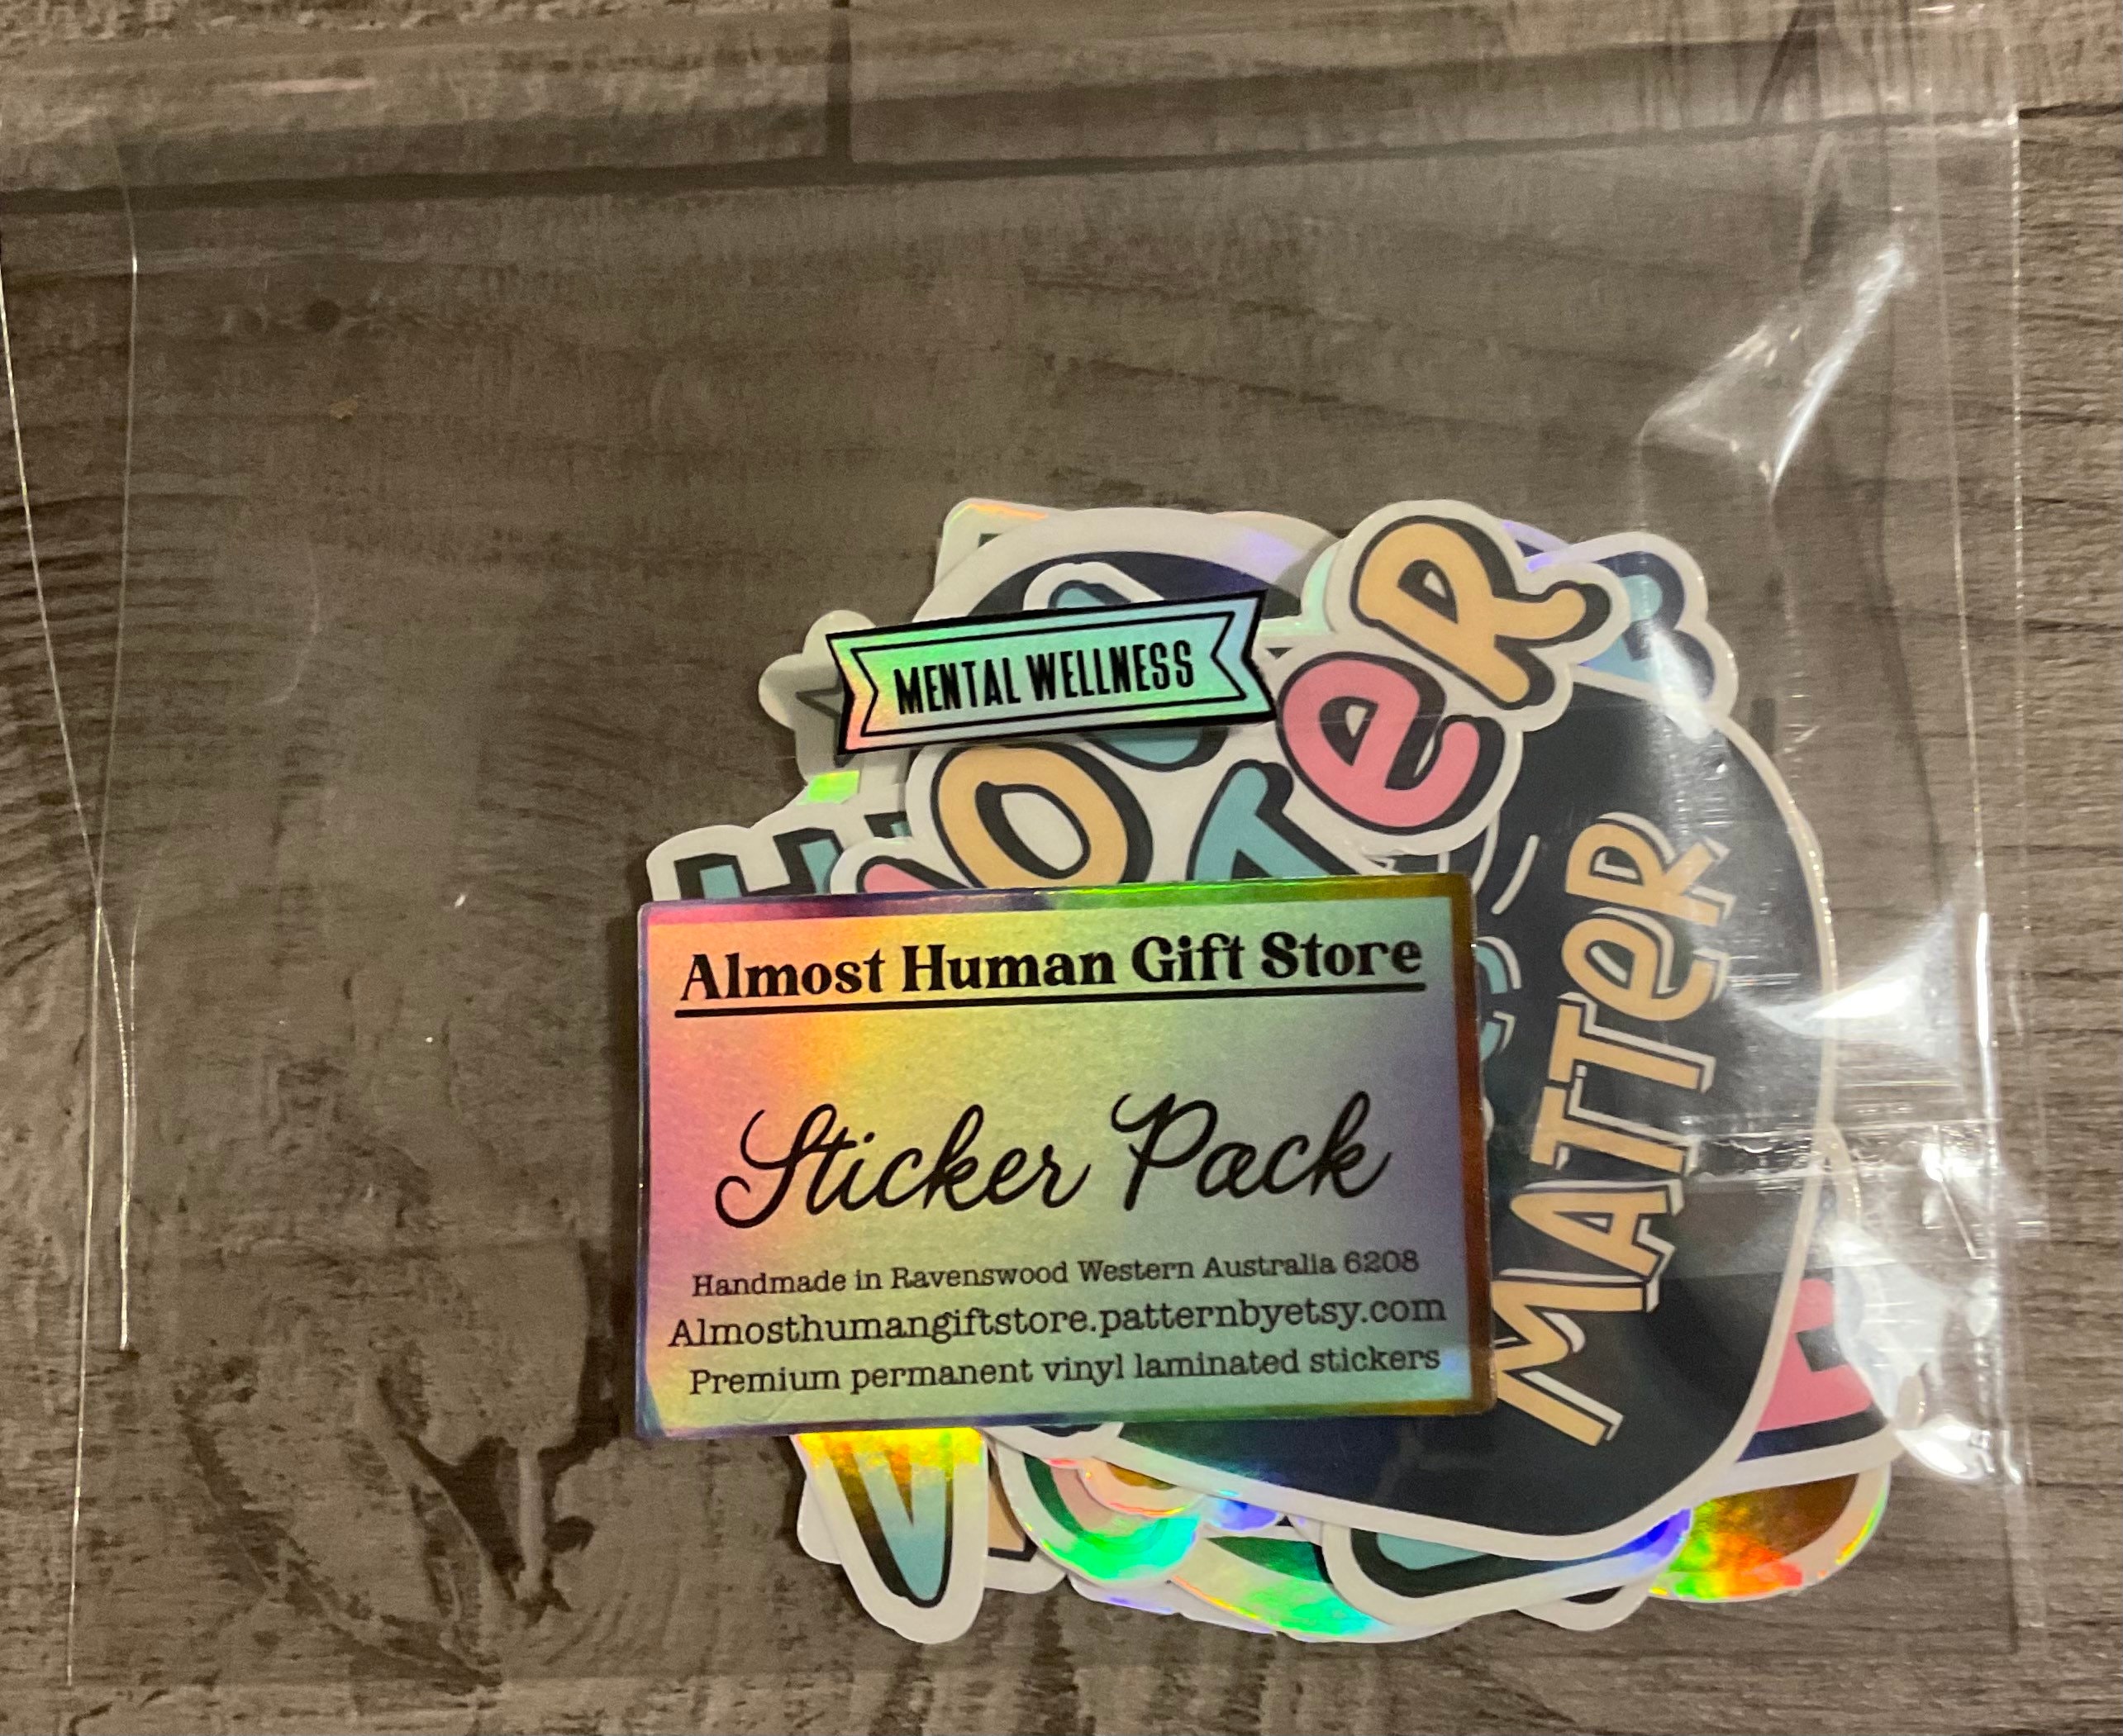 MENTAL WELLNESS
Almost Human Gift Store
Sticker Pack
Handmade in Ravenswood Western Australia 6208
Almosthumangiftstore.patternbyetsy.com
Premium permanent vinyl laminated stickers
MATTeR